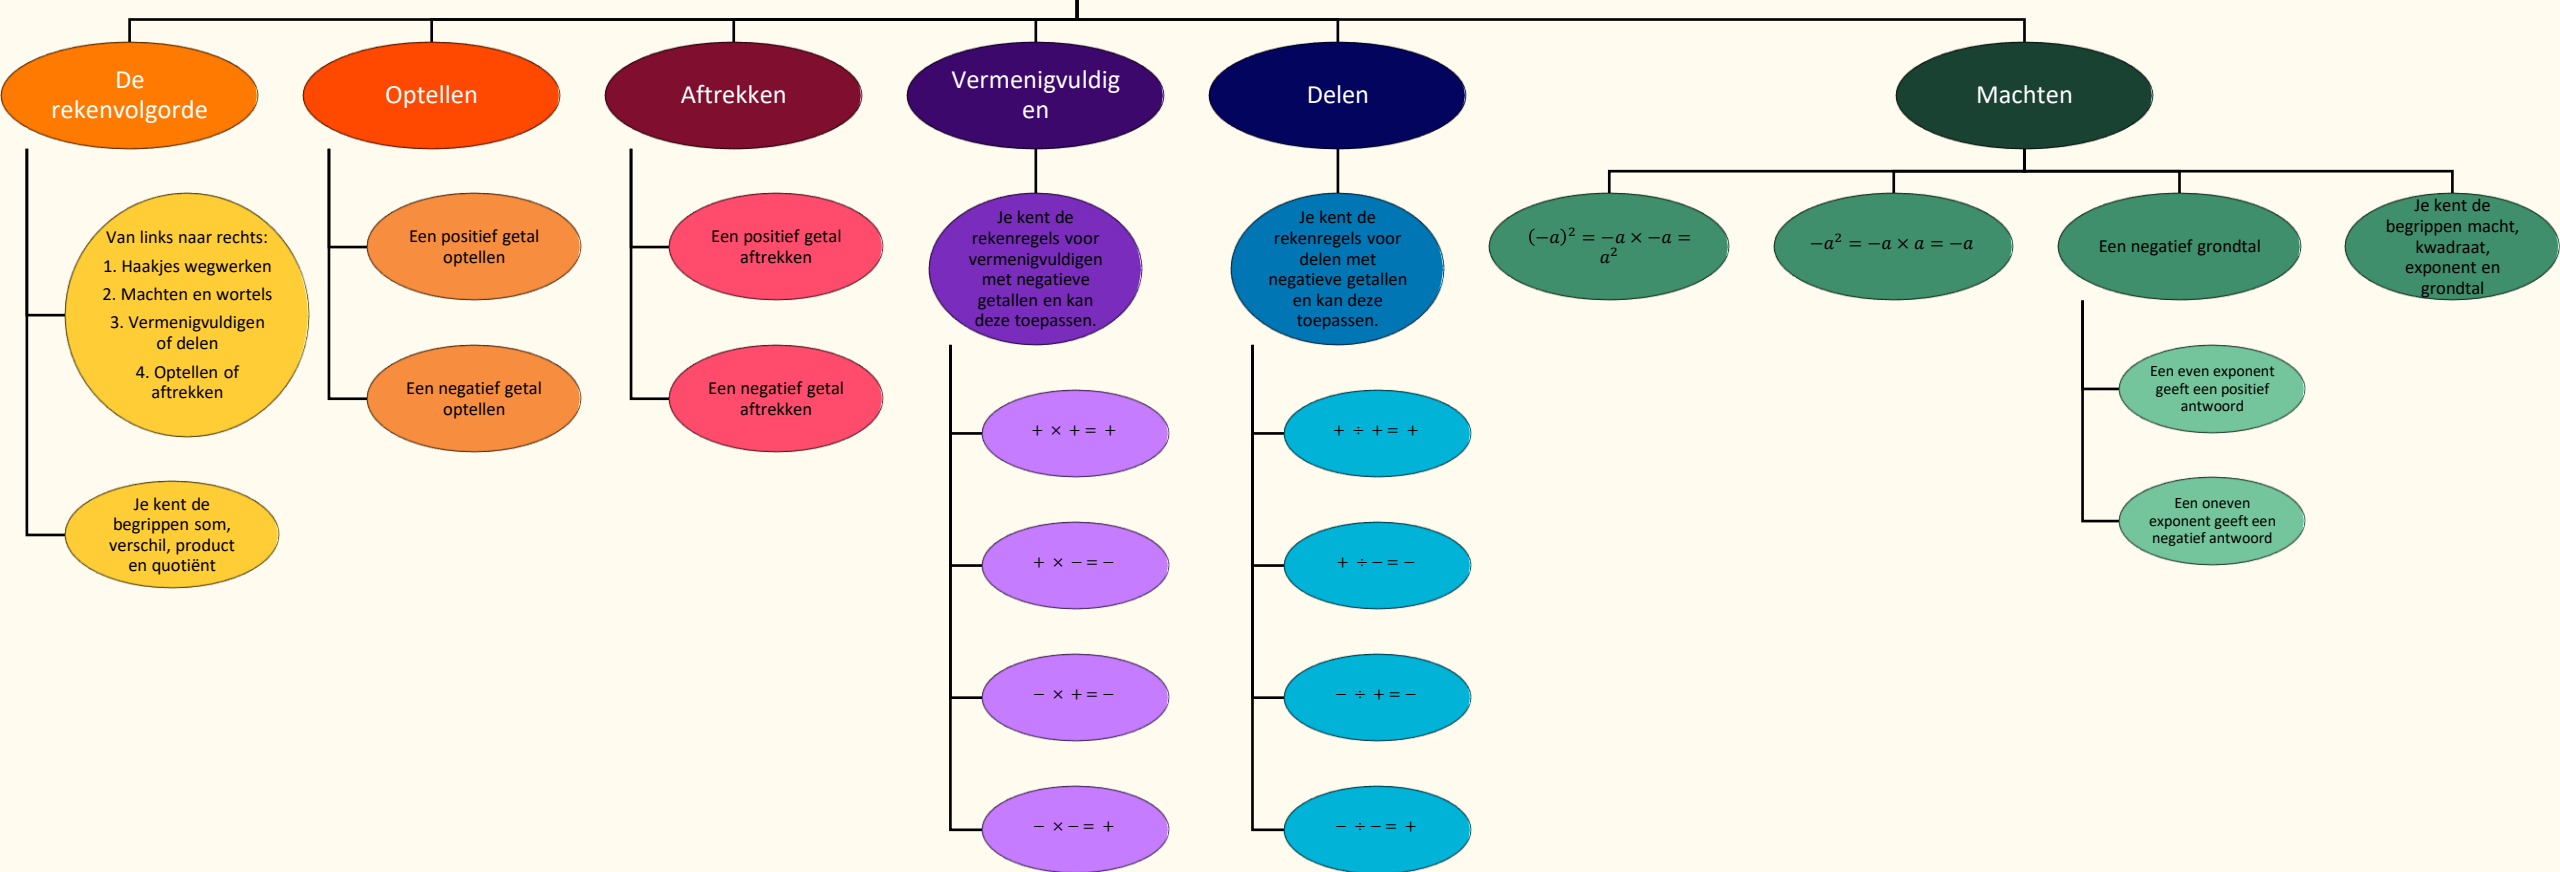 De
rekenvolgorde
Van links naar rechts:
1. Haakjes wegwerken
2. Machten en wortels
3. Vermenigvuldigen
of delen
4. Optellen of
aftrekken
Je kent de
begrippen som,
verschil, product
en quotiënt
Optellen
Een positief getal
optellen
Een negatief getal
optellen
Aftrekken
Een positief getal
aftrekken
Een negatief getal
aftrekken
Vermenigvuldig
en
Je kent de
rekenregels voor
vermenigvuldigen
met negatieve
getallen en kan
deze toepassen.
+ × + = +
+ × − = −
− × + = −
− × − = +
Delen
Je kent de
rekenregels voor
delen met
negatieve getallen
en kan deze
toepassen.
+ ÷ + = +
+ ÷ − = −
− ÷ + = −
− ÷ − = +
Machten
(−a)² = −a × −a =
a²
−a² = −a × a = −a
Een negatief grondtal
Een even exponent
geeft een positief
antwoord
Een oneven
exponent geeft een
negatief antwoord
Je kent de
begrippen macht,
kwadraat,
exponent en
grondtal